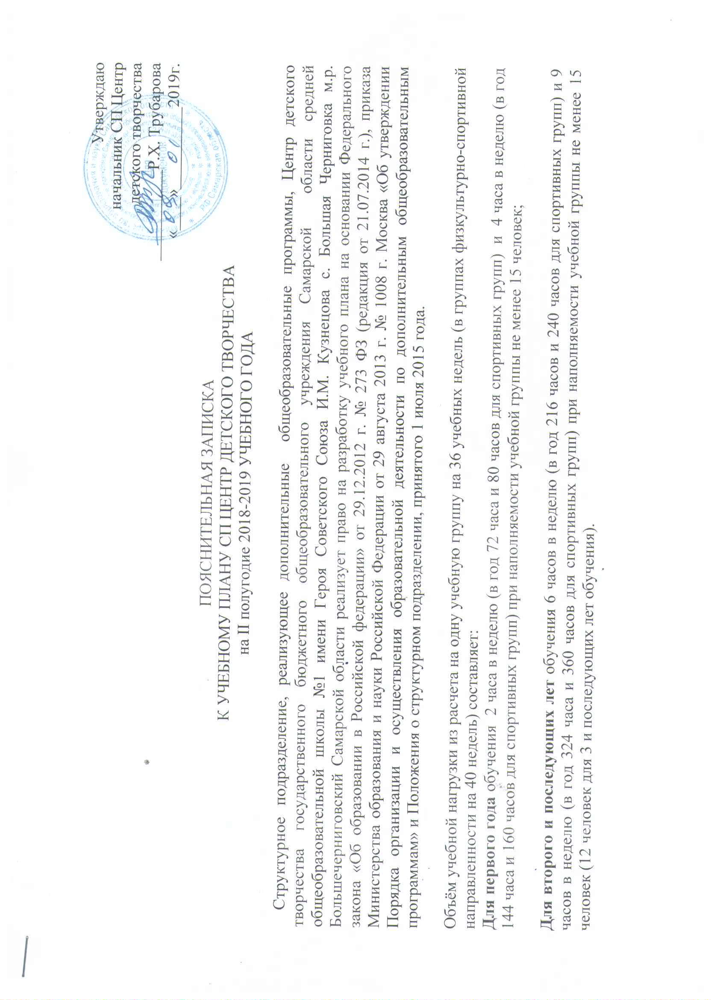 Утверждаю
начальник СП Центр
детского творчества
Р.Х. Трубарова
«09» 01 2019г.
ПОЯСНИТЕЛЬНАЯ ЗАПИСКА
К УЧЕБНОМУ ПЛАНУ СП ЦЕНТР ДЕТСКОГО ТВОРЧЕСТВА
на II полугодие 2018-2019 УЧЕБНОГО ГОДА
Структурное подразделение, реализующее дополнительные общеобразовательные программы, Центр детского
творчества государственного бюджетного общеобразовательного учреждения Самарской области средней
общеобразовательной школы №1 имени Героя Советского Союза И.М. Кузнецова с. Большая Черниговка м.р.
Большечерниговский Самарской области реализует право на разработку учебного плана на основании Федерального
закона «Об образовании в Российской федерации» от 29.12.2012 г. № 273 ФЗ (редакция от 21.07.2014 г.), приказа
Министерства образования и науки Российской Федерации от 29 августа 2013 г. № 1008 г. Москва «Об утверждении
Порядка организации и осуществления образовательной деятельности по дополнительным общеобразовательным
программам» и Положения о структурном подразделении, принятого 1 июля 2015 года.
Объём учебной нагрузки из расчета на одну учебную группу на 36 учебных недель (в группах физкультурно-спортивной
направленности на 40 недель) составляет:
Для первого года обучения 2 часа в неделю (в год 72 часа и 80 часов для спортивных групп) и 4 часа в неделю (в год
144 часа и 160 часов для спортивных групп) при наполняемости учебной группы не менее 15 человек;
Для второго и последующих лет обучения 6 часов в неделю (в год 216 часов и 240 часов для спортивных групп) и 9
часов в неделю (в год 324 часа и 360 часов для спортивных групп) при наполняемости учебной группы не менее 15
человек (12 человек для 3 и последующих лет обучения).